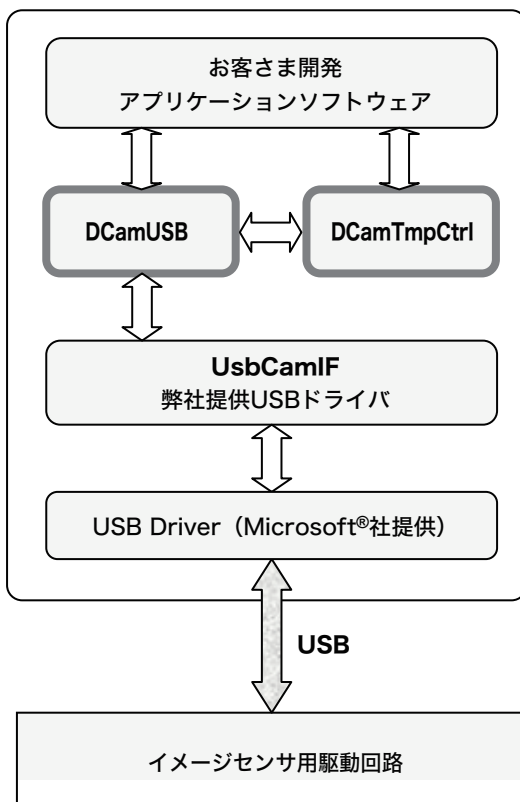 お客さま開発
アプリケーションソフトウェア
DCamUSB
DCamTmpCtrl
UsbCamIF
弊社提供USBドライバ
USB Driver（Microsoft®社提供）
USB
イメージセンサ用駆動回路